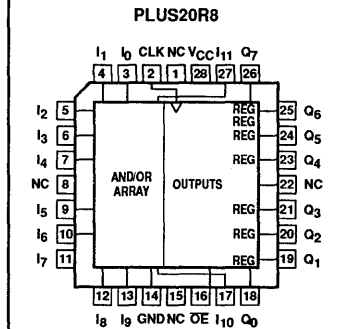 PLUS20R8
I1 I0 CLK NC VCC I11 Q7
4 3 2 1 28 27 26
I2 5 REG 25 Q6
REG
I3 6 REG 24 Q5
I4 7 REG 23 Q4
NC 8 AND/OR ARRAY OUTPUTS 22 NC
I5 9 REG 21 Q3
I6 10 REG 20 Q2
I7 11 REG 19 Q1
12 13 14 15 16 17 18
I8 I9 GND NC OE I10 Q0